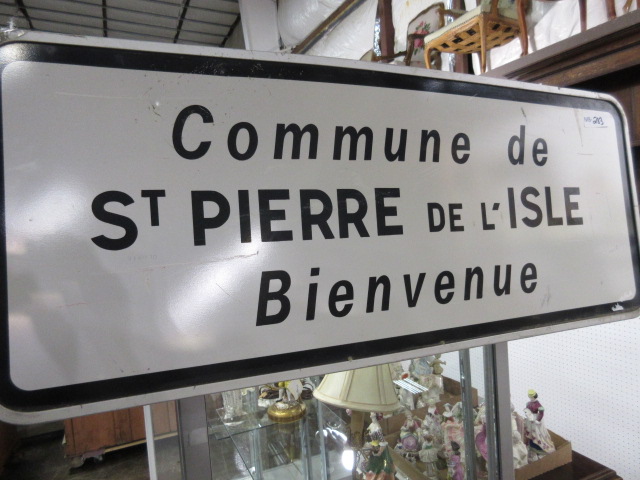 Commune de
ST PIERRE DE L'ISLE
Bienvenue